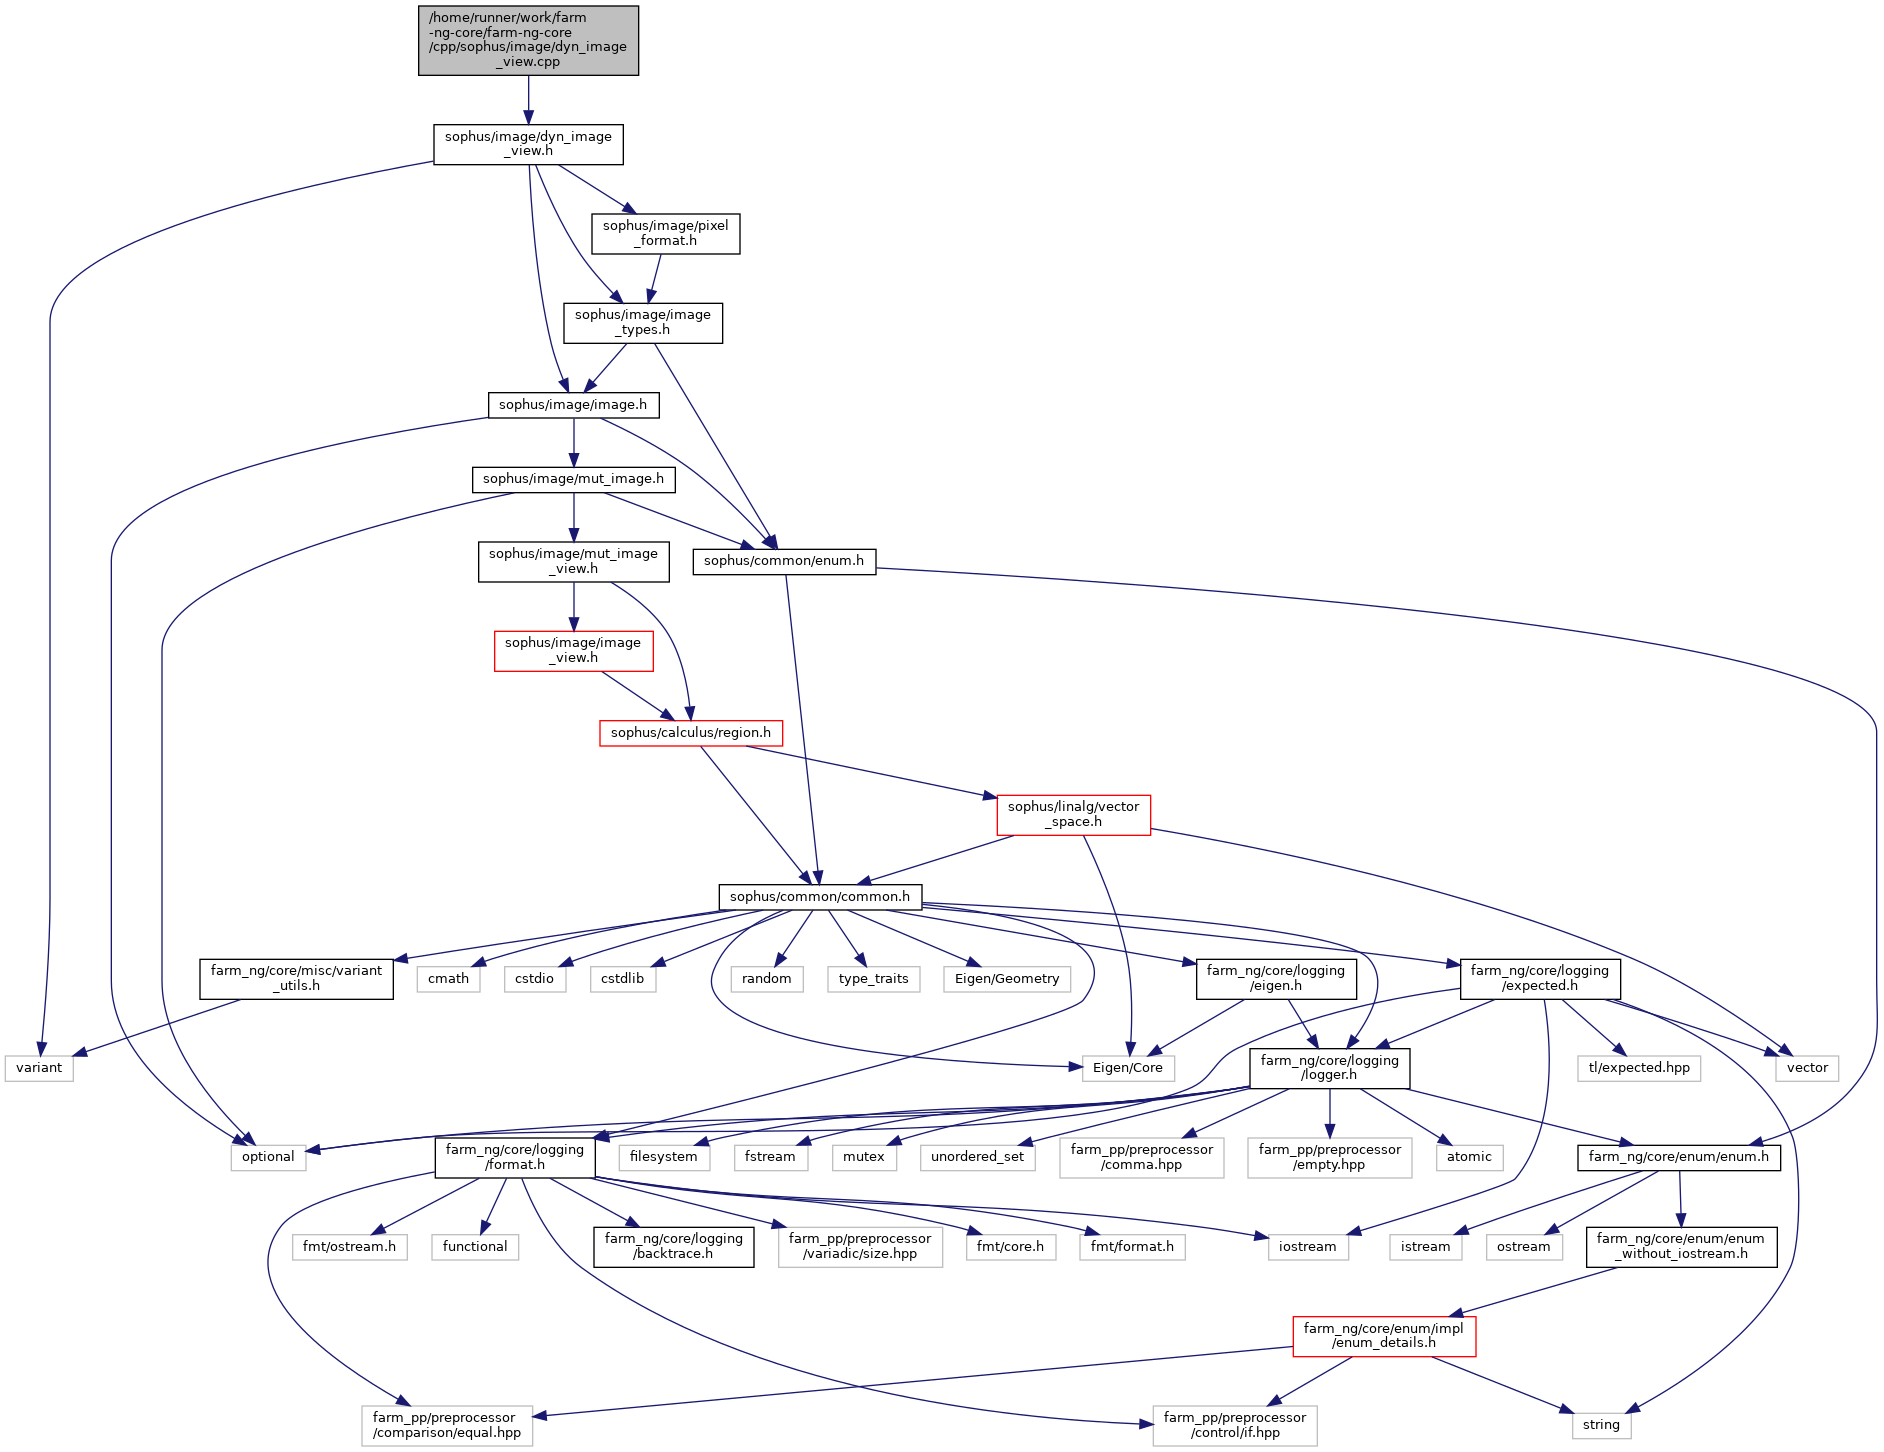 /home/runner/work/farm
-ng-core/farm-ng-core
/cpp/sophus/image/dyn_image
_view.cpp
sophus/image/dyn_image
_view.h
sophus/image/pixel
_format.h
sophus/image/image
_types.h
sophus/image/image.h
sophus/image/mut_image.h
sophus/image/mut_image
_view.h
sophus/common/enum.h
sophus/image/image
_view.h
sophus/calculus/region.h
sophus/linalg/vector
_space.h
sophus/common/common.h
farm_ng/core/misc/variant
_utils.h
cmath
cstdio
cstdlib
random
type_traits
Eigen/Geometry
farm_ng/core/logging
/eigen.h
farm_ng/core/logging
/expected.h
variant
Eigen/Core
farm_ng/core/logging
/logger.h
tl/expected.hpp
vector
optional
farm_ng/core/logging
/format.h
filesystem
fstream
mutex
unordered_set
farm_pp/preprocessor
/comma.hpp
farm_pp/preprocessor
/empty.hpp
atomic
farm_ng/core/enum/enum.h
fmt/ostream.h
functional
farm_ng/core/logging
/backtrace.h
farm_pp/preprocessor
/variadic/size.hpp
fmt/core.h
fmt/format.h
iostream
istream
ostream
farm_ng/core/enum/enum
_without_iostream.h
farm_ng/core/enum/impl
/enum_details.h
farm_pp/preprocessor
/comparison/equal.hpp
farm_pp/preprocessor
/control/if.hpp
string